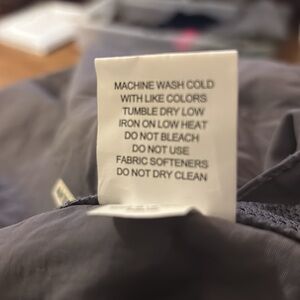 MACHINE WASH COLD
WITH LIKE COLORS
TUMBLE DRY LOW
IRON ON LOW HEAT
DO NOT BLEACH
DO NOT USE
FABRIC SOFTENERS
DO NOT DRY CLEAN